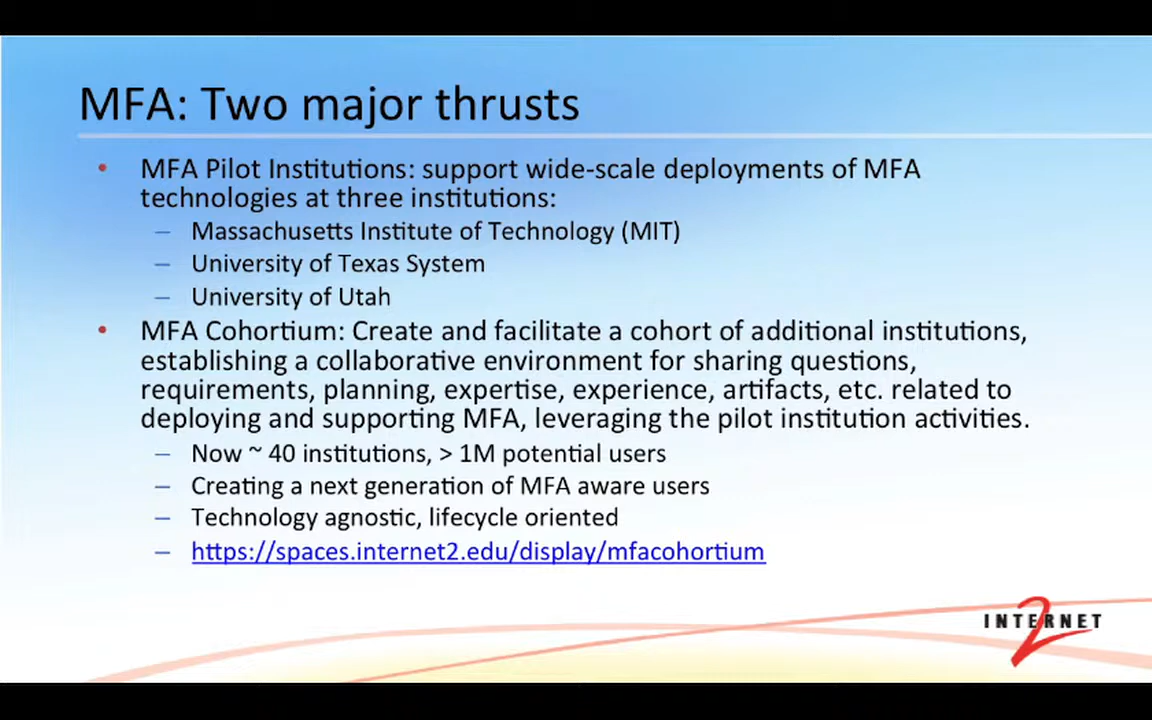 MFA: Two major thrusts
• MFA Pilot Institutions: support wide-scale deployments of MFA
technologies at three institutions:
– Massachusetts Institute of Technology (MIT)
– University of Texas System
– University of Utah
• MFA Cohortium: Create and facilitate a cohort of additional institutions,
establishing a collaborative environment for sharing questions,
requirements, planning, expertise, experience, artifacts, etc. related to
deploying and supporting MFA, leveraging the pilot institution activities.
– Now ~ 40 institutions, > 1M potential users
– Creating a next generation of MFA aware users
– Technology agnostic, lifecycle oriented
– https://spaces.internet2.edu/display/mfacohortium
INTERNET 2